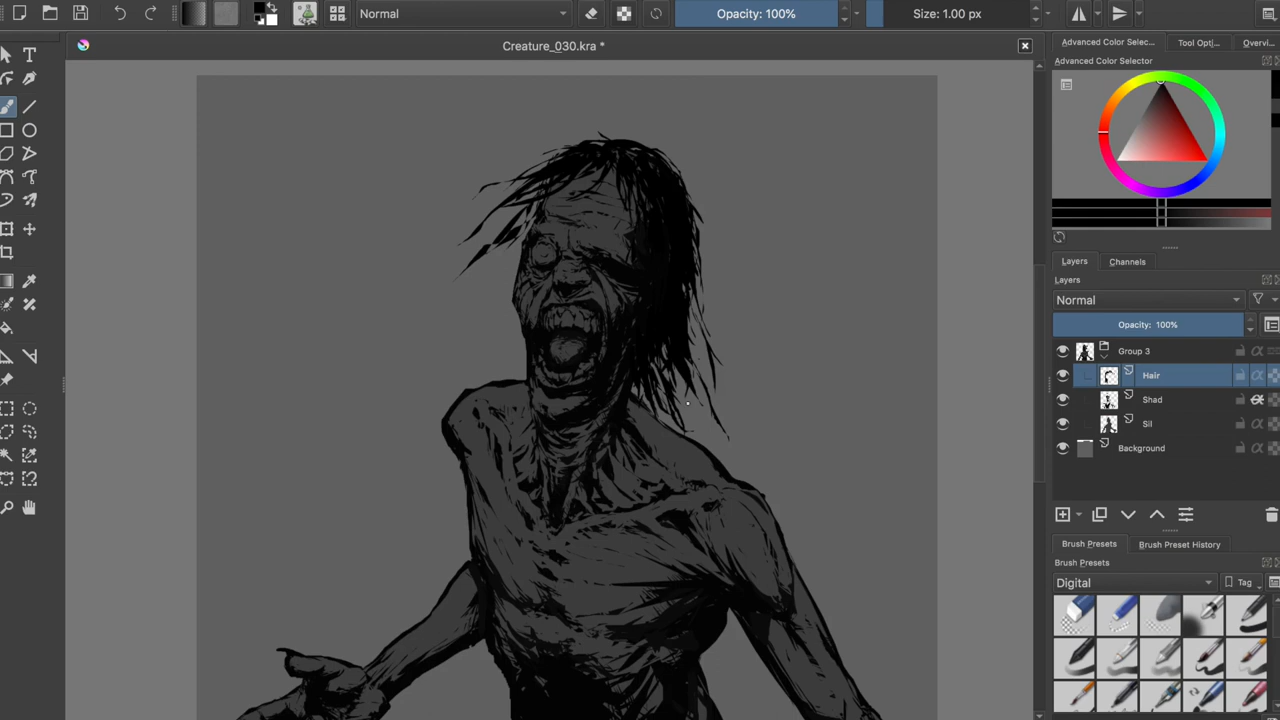 Normal
Opacity: 100%
Size: 1.00 px
Creature_030.kra *
Advanced Color Selec...
Tool Opt...
Overvi...
Advanced Color Selector
Layers
Channels
Layers
Normal
Opacity: 100%
Group 3
Hair
Shad
Sil
Background
Brush Presets
Brush Preset History
Brush Presets
Digital
Tag